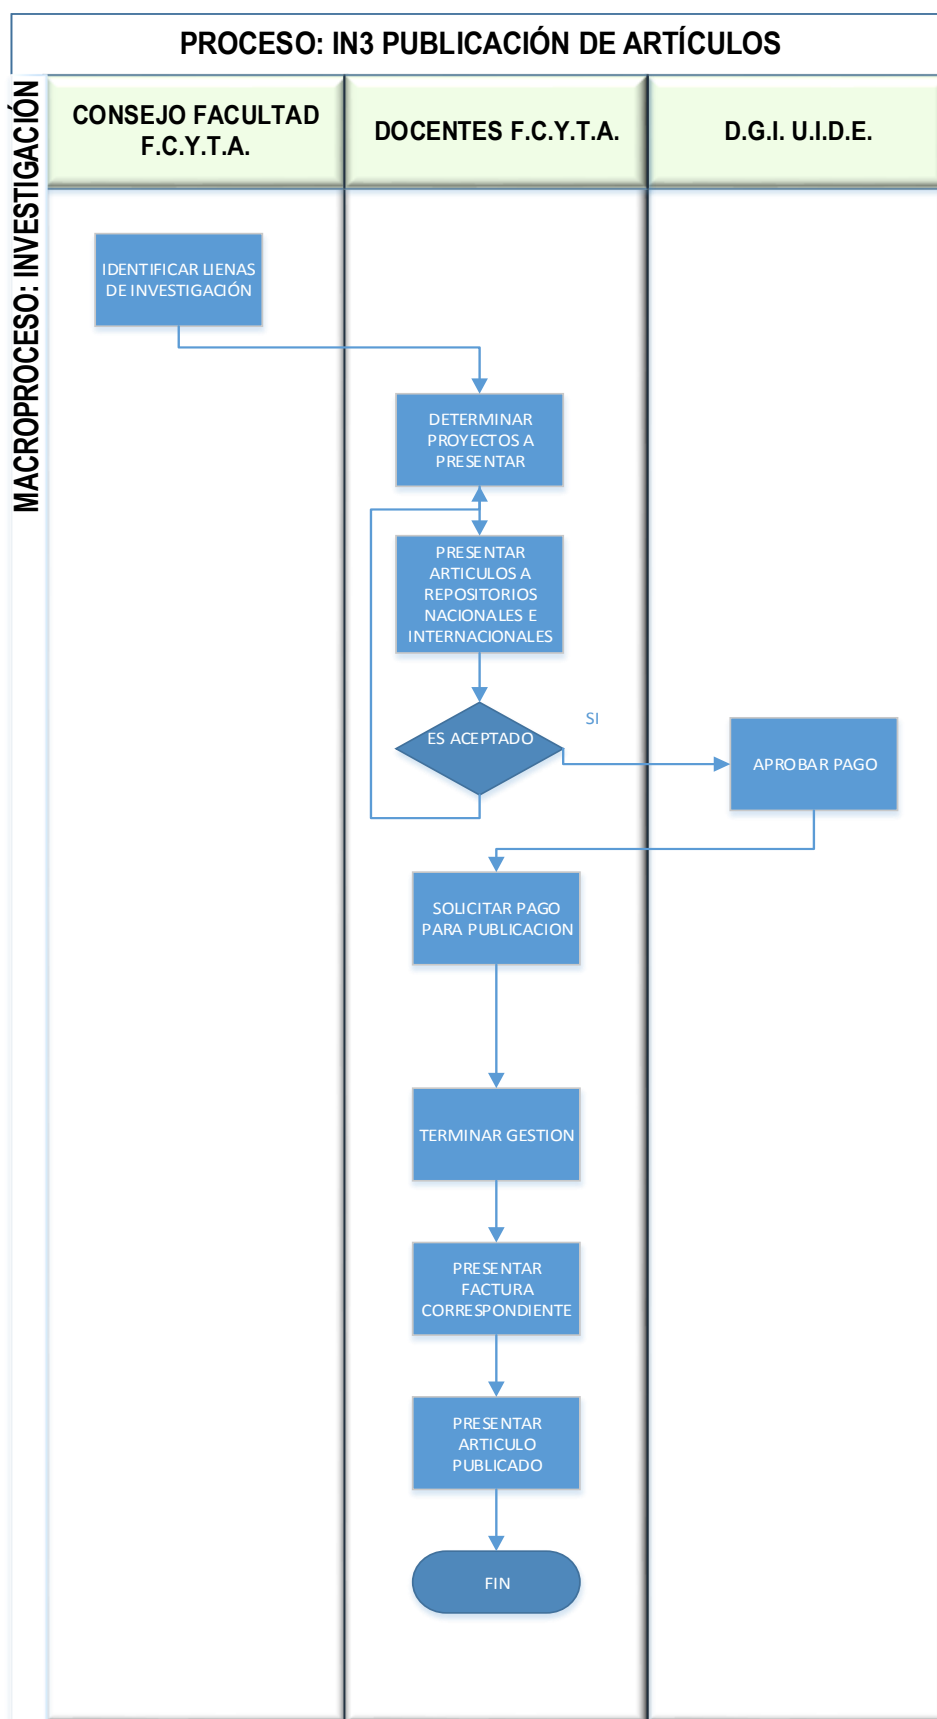 PROCESO: IN3 PUBLICACIÓN DE ARTÍCULOS
MACROPROCESO: INVESTIGACIÓN
CONSEJO FACULTAD
F.C.Y.T.A.
DOCENTES F.C.Y.T.A.
D.G.I. U.I.D.E.
IDENTIFICAR LIENAS
DE INVESTIGACIÓN
DETERMINAR
PROYECTOS A
PRESENTAR
PRESENTAR
ARTICULOS A
REPOSITORIOS
NACIONALES E
INTERNACIONALES
ES ACEPTADO
SI
APROBAR PAGO
SOLICITAR PAGO
PARA PUBLICACION
TERMINAR GESTION
PRESENTAR
FACTURA
CORRESPONDIENTE
PRESENTAR
ARTICULO
PUBLICADO
FIN